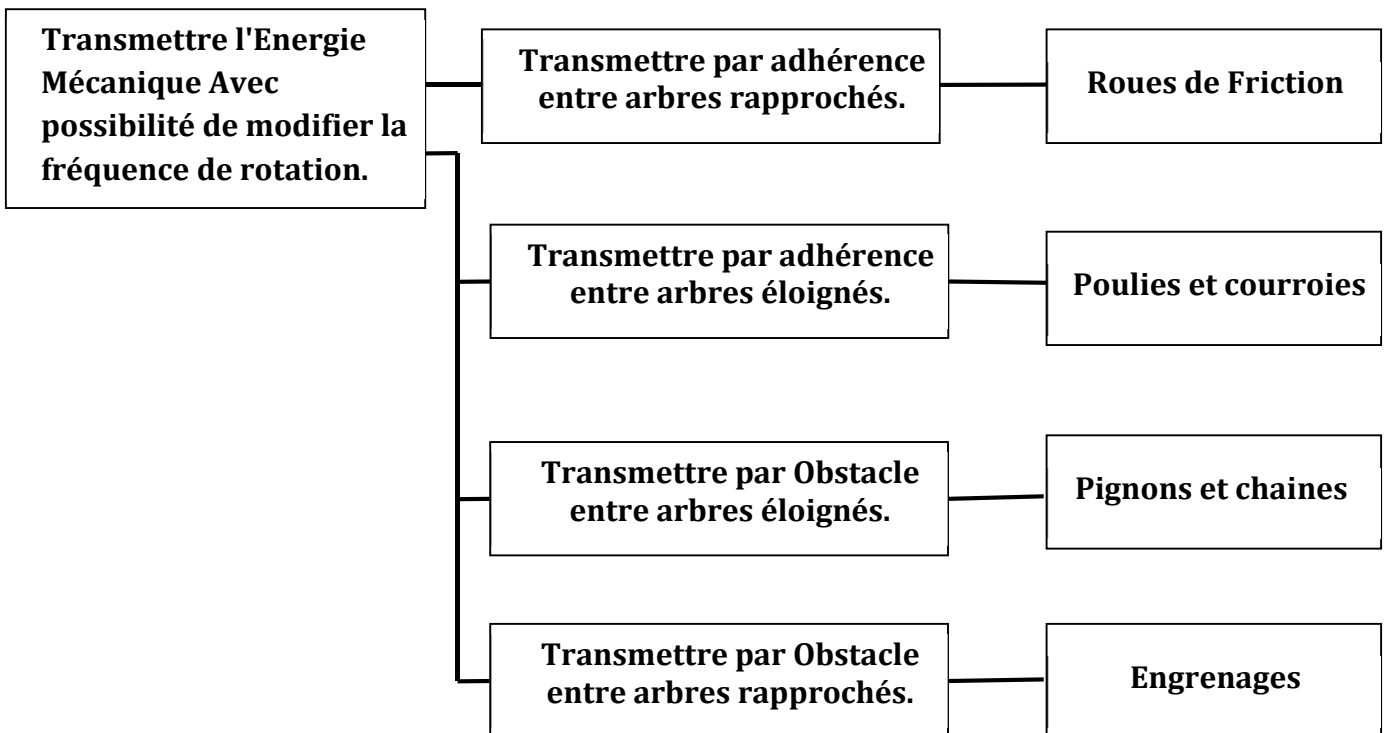 Transmettre l'Energie
Mécanique Avec
possibilité de modifier la
fréquence de rotation.
Transmettre par adhérence
entre arbres rapprochés.
Roues de Friction
Transmettre par adhérence
entre arbres éloignés.
Poulies et courroies
Transmettre par Obstacle
entre arbres éloignés.
Pignons et chaines
Transmettre par Obstacle
entre arbres rapprochés.
Engrenages